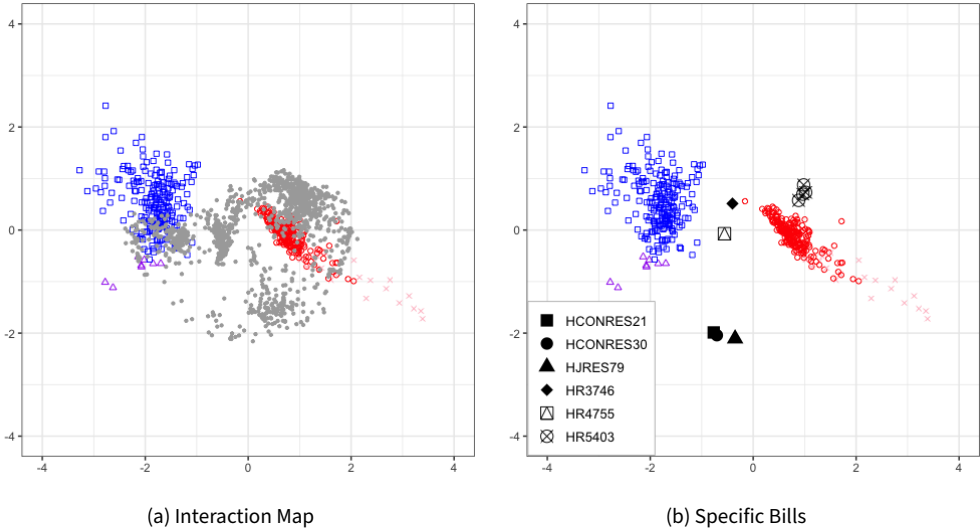 4
2
0
-2
-4
-4 -2 0 2 4
(a) Interaction Map
4
2
0
-2
-4
HCONRES21
HCONRES30
HJRES79
HR3746
HR4755
HR5403
-4 -2 0 2 4
(b) Specific Bills